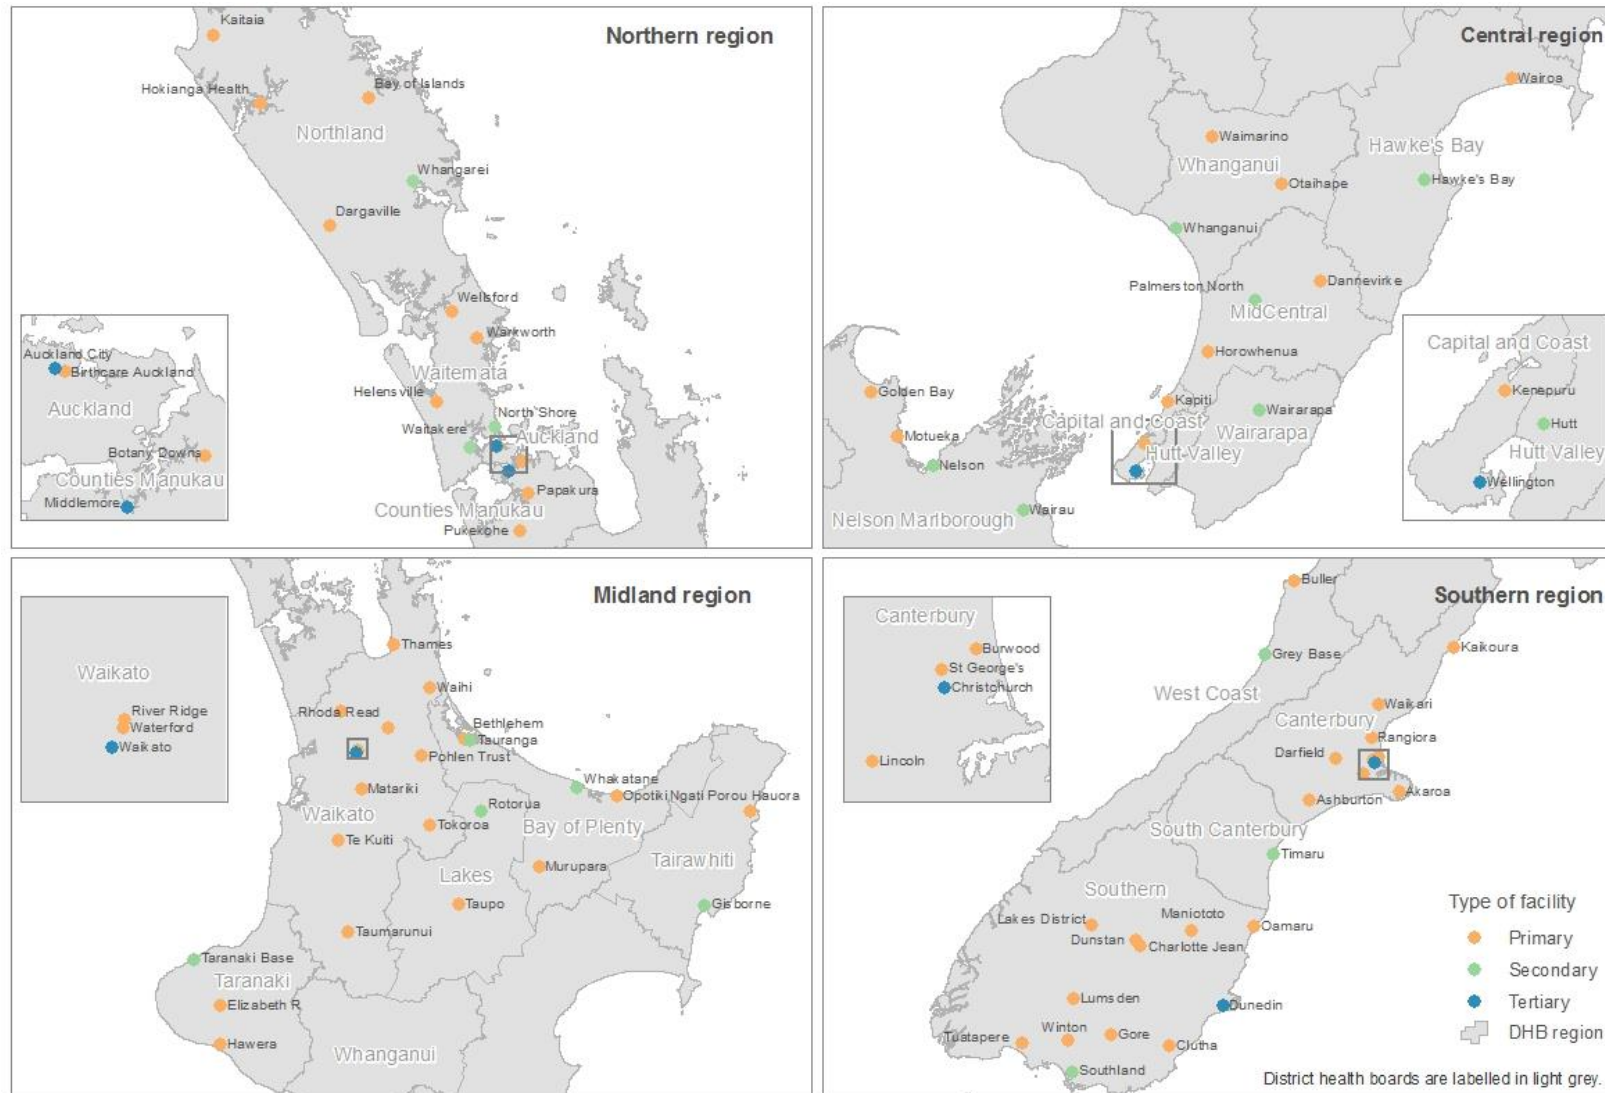 Northern region
Kaitaia
Hokianga Health
Bay of Islands
Northland
Whangarei
Dargaville
Wellsford
Warkworth
Waitemata
Helensville
North Shore
Waitakere
Auckland
Papakura
Counties Manukau
Pukekohe
Auckland City
Birthcare Auckland
Auckland
Botany Downs
Counties Manukau
Middlemore
Central region
Wairoa
Waimarino
Hawke's Bay
Whanganui
Otaihape
Hawke's Bay
Whanganui
Dannevirke
Palmerston North
MidCentral
Horowhenua
Golden Bay
Kapiti
Wairarapa
Capital and Coast
Wairarapa
Motueka
Hutt Valley
Nelson
Wairau
Nelson Marlborough
Capital and Coast
Kenepuru
Hutt
Hutt Valley
Wellington
Midland region
Waikato
River Ridge
Waterford
Waikato
Thames
Waihi
Rhoda Read
Bethlehem
Tauranga
Pohlen Trust
Matariki
Whakatane
Opotiki
Ngati Porou Hauora
Rotorua
Waikato
Tokoroa
Bay of Plenty
Te Kuiti
Tairawhiti
Murupara
Lakes
Taupo
Gisborne
Taumarunui
Taranaki Base
Taranaki
Elizabeth R
Hawera
Whanganui
Southern region
Canterbury
Burwood
St George's
Christchurch
Lincoln
Buller
Kaikoura
Grey Base
West Coast
Waikari
Canterbury
Rangiora
Darfield
Akaroa
Ashburton
South Canterbury
Timaru
Southern
Lakes District
Maniototo
Oamaru
Dunstan
Charlotte Jean
Lumsden
Dunedin
Winton
Gore
Tuatapere
Clutha
Southland
Type of facility
Primary
Secondary
Tertiary
DHB region
District health boards are labelled in light grey.